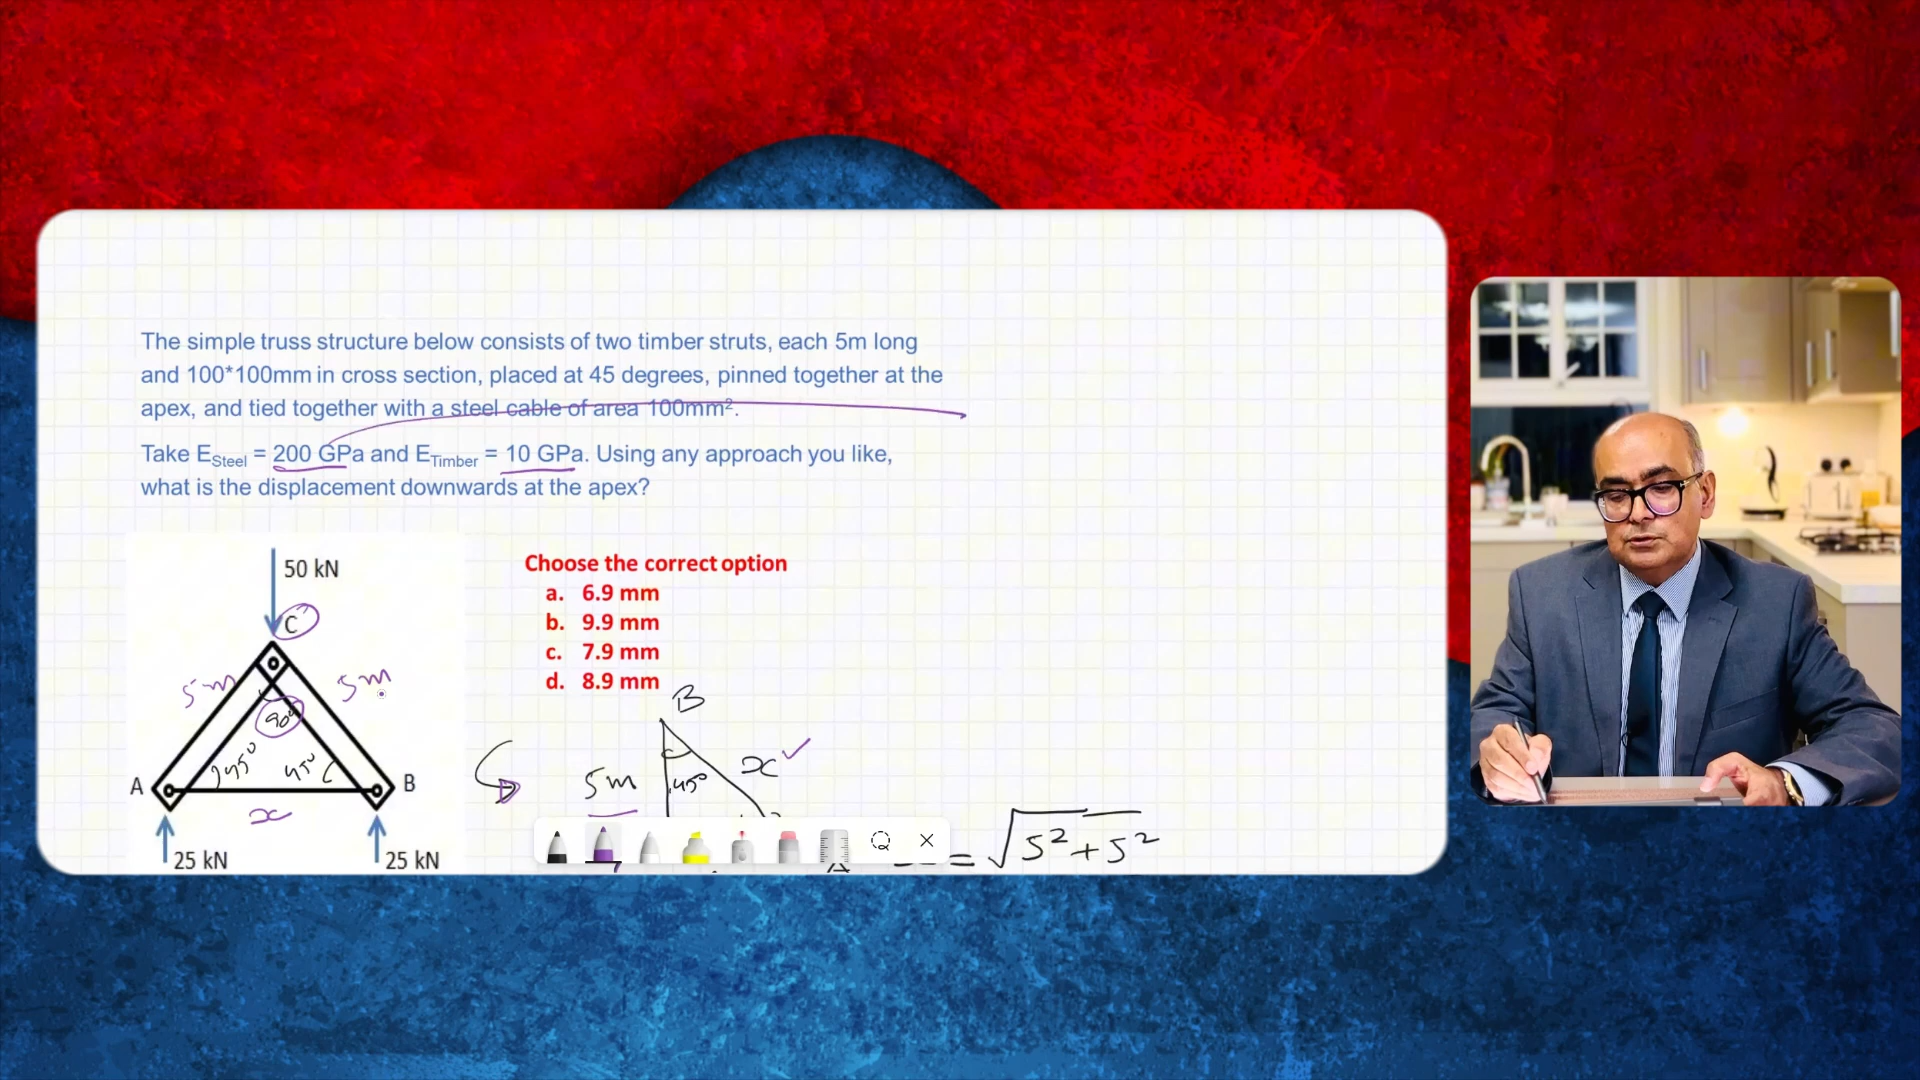 The simple truss structure below consists of two timber struts, each 5m long
and 100*100mm in cross section, placed at 45 degrees, pinned together at the
apex, and tied together with a steel cable of area 100mm².
Take ESteel = 200 GPa and ETimber = 10 GPa. Using any approach you like,
what is the displacement downwards at the apex?
50 kN
C
5m
5m
90°
45°
45°
A
B
x
25 kN
25 kN
Choose the correct option
a. 6.9 mm
b. 9.9 mm
c. 7.9 mm
d. 8.9 mm
B
5m
45°
x ✓
= √5²+5²